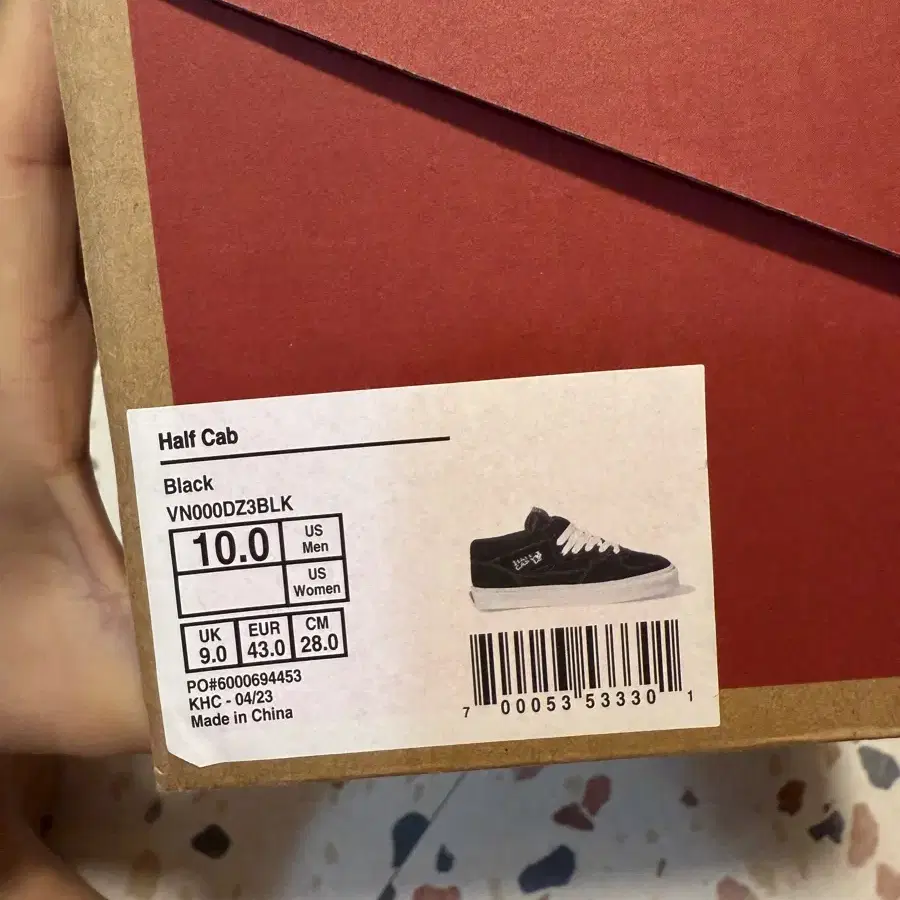 Half Cab
Black
VN000DZ3BLK
10.0 US Men
US Women
UK EUR CM
9.0 43.0 28.0
PO#6000694453
KHC - 04/23
Made in China
7 00053 53330 1